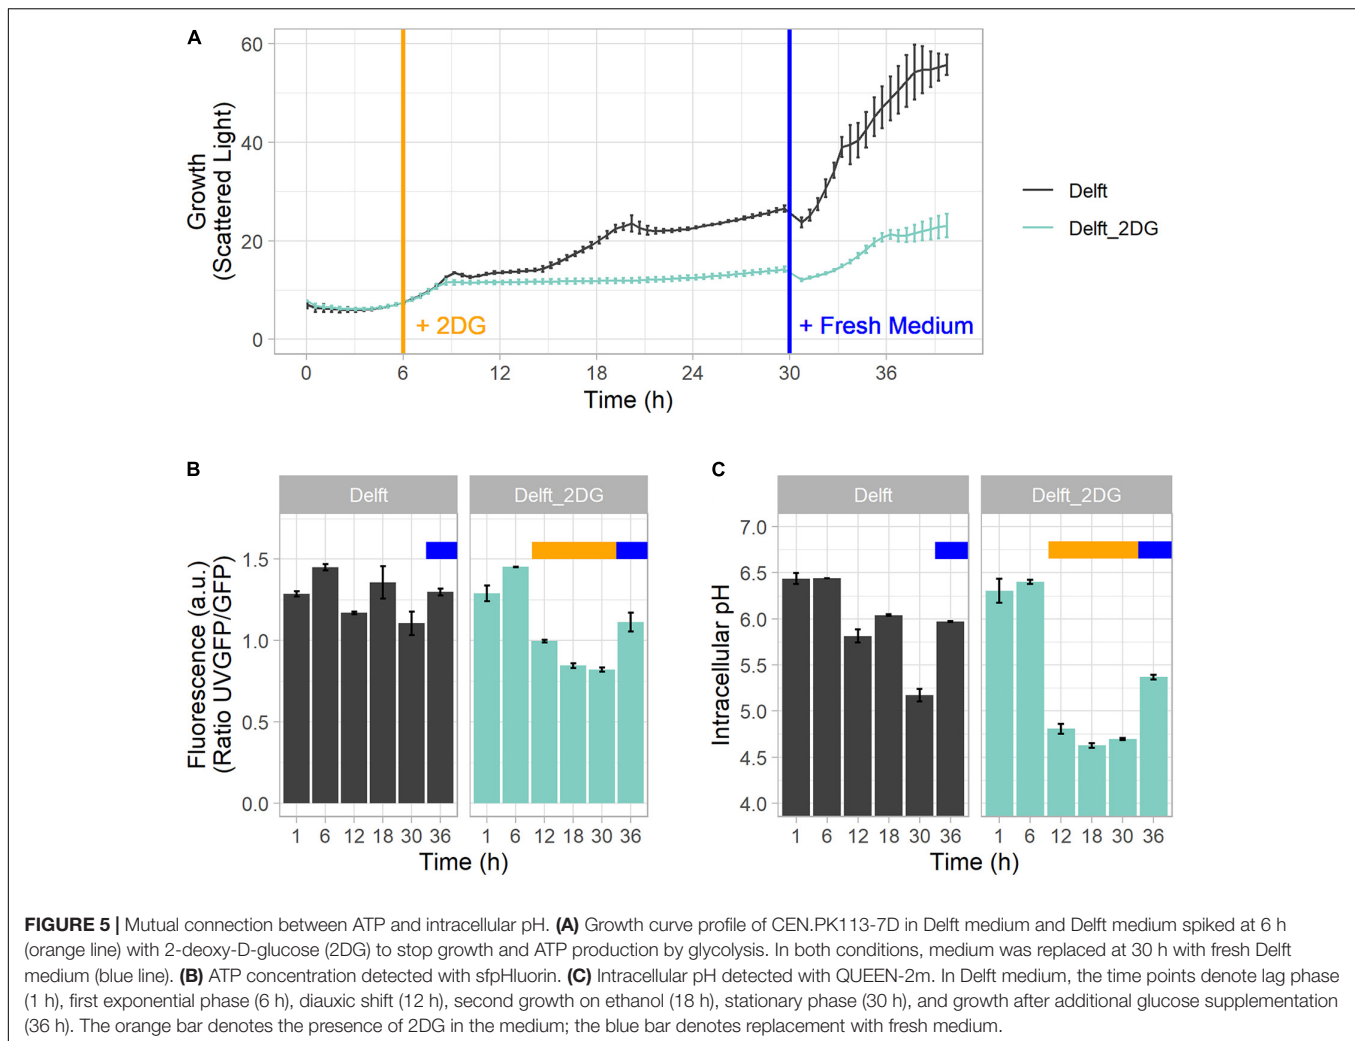 A
Growth
(Scattered Light)
60
40
20
0
+ 2DG
+ Fresh Medium
0 6 12 18 24 30 36
Time (h)
Delft
Delft_2DG
B
Delft Delft_2DG
Fluorescence (a.u.)
(Ratio UVGFP/GFP)
1.5
1.0
0.5
0.0
1 6 12 18 30 36 1 6 12 18 30 36
Time (h)
C
Delft Delft_2DG
Intracellular pH
7.0
6.5
6.0
5.5
5.0
4.5
4.0
1 6 12 18 30 36 1 6 12 18 30 36
Time (h)
FIGURE 5 | Mutual connection between ATP and intracellular pH. (A) Growth curve profile of CEN.PK113-7D in Delft medium and Delft medium spiked at 6 h
(orange line) with 2-deoxy-D-glucose (2DG) to stop growth and ATP production by glycolysis. In both conditions, medium was replaced at 30 h with fresh Delft
medium (blue line). (B) ATP concentration detected with sfpHluorin. (C) Intracellular pH detected with QUEEN-2m. In Delft medium, the time points denote lag phase
(1 h), first exponential phase (6 h), diauxic shift (12 h), second growth on ethanol (18 h), stationary phase (30 h), and growth after additional glucose supplementation
(36 h). The orange bar denotes the presence of 2DG in the medium; the blue bar denotes replacement with fresh medium.